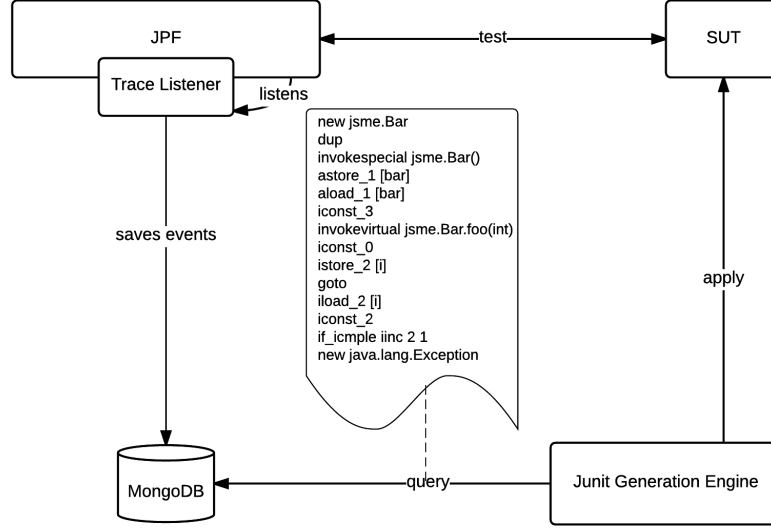 JPF
test
SUT
Trace Listener
listens
new jsme.Bar
dup
invokespecial jsme.Bar()
astore_1 [bar]
aload_1 [bar]
iconst_3
invokevirtual jsme.Bar.foo(int)
iconst_0
istore_2 [i]
goto
iload_2 [i]
iconst_2
if_icmple iinc 2 1
new java.lang.Exception
saves events
apply
MongoDB
query
Junit Generation Engine